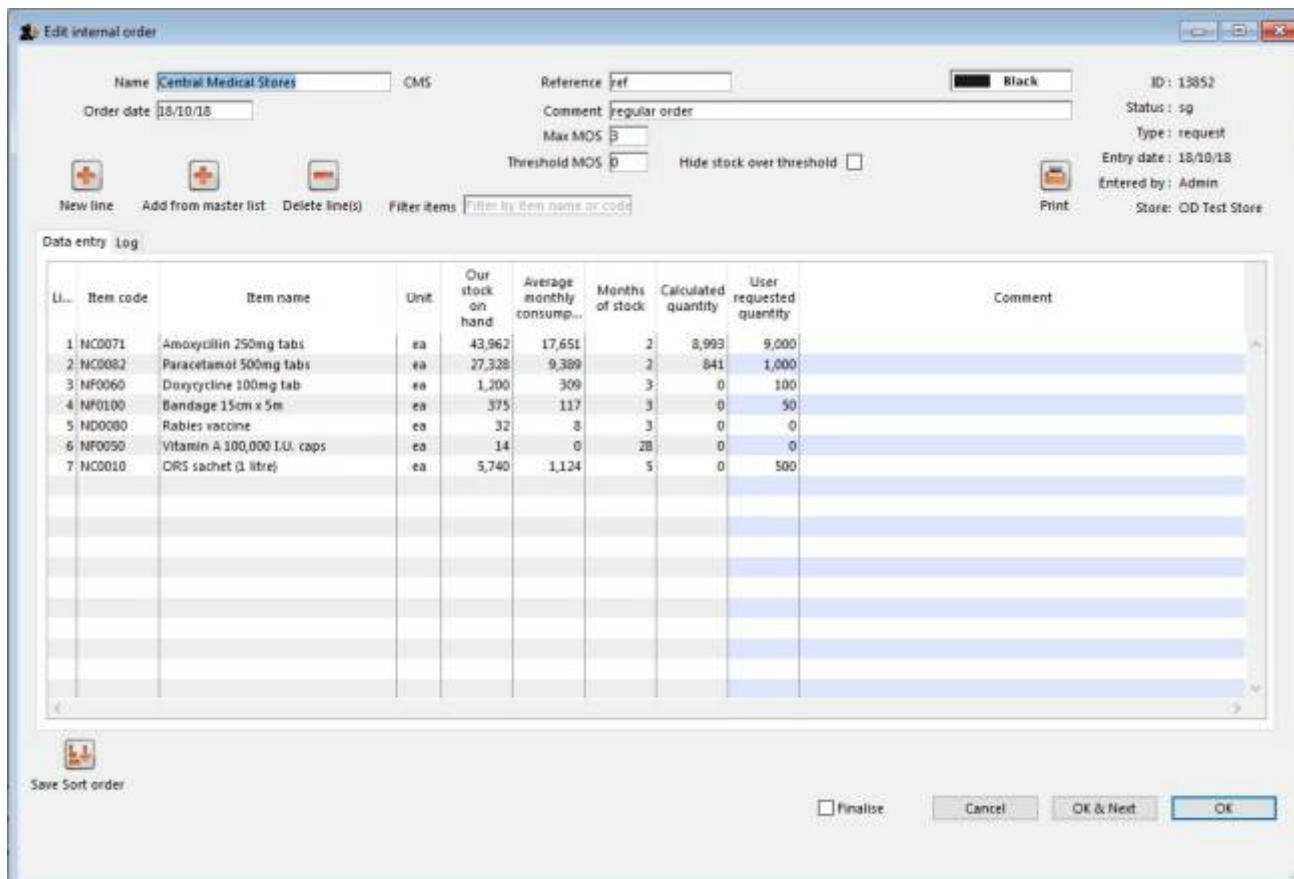 Edit internal order
Name Central Medical Stores CMS Reference ref Black ID : 13852
Order date 18/10/18 Comment regular order Status : sg
Max MOS 3 Type : request
Threshold MOS 0 Hide stock over threshold Entry date : 18/10/18
Entered by : Admin
New line Add from master list Delete line(s) Filter items Filter by item name or code Print Store: OD Test Store
Data entry Log
Li... Item code Item name Unit Our stock on hand Average monthly consump... Months of stock Calculated quantity User requested quantity Comment
1 NC0071 Amoxycillin 250mg tabs ea 43,962 17,651 2 8,993 9,000
2 NC0082 Paracetamol 500mg tabs ea 27,328 9,389 2 841 1,000
3 NF0060 Doxycycline 100mg tab ea 1,200 309 3 0 100
4 NF0100 Bandage 15cm x 5m ea 375 117 3 0 50
5 ND0080 Rabies vaccine ea 32 8 3 0 0
6 NF0050 Vitamin A 100,000 I.U. caps ea 14 0 28 0 0
7 NC0010 ORS sachet (1 litre) ea 5,740 1,124 5 0 500
Save Sort order
Finalise Cancel OK & Next OK